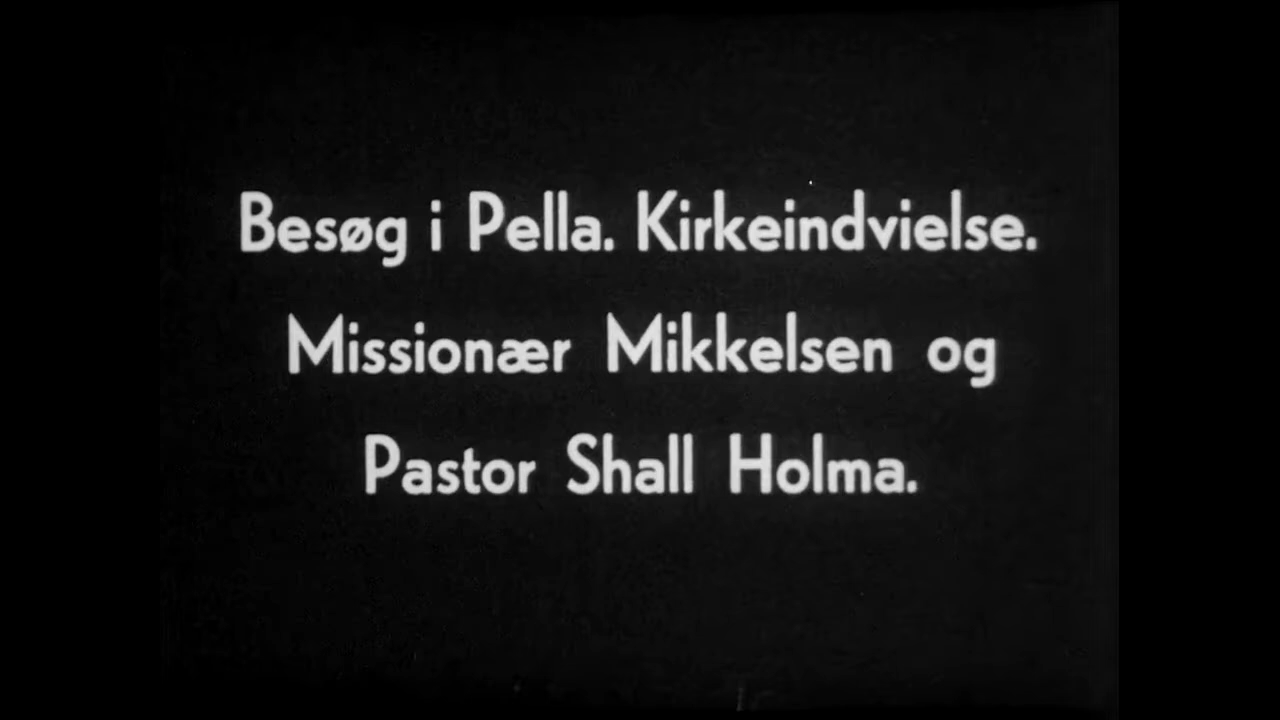 Besøg i Pella. Kirkeindvielse.
Missionær Mikkelsen og
Pastor Shall Holma.